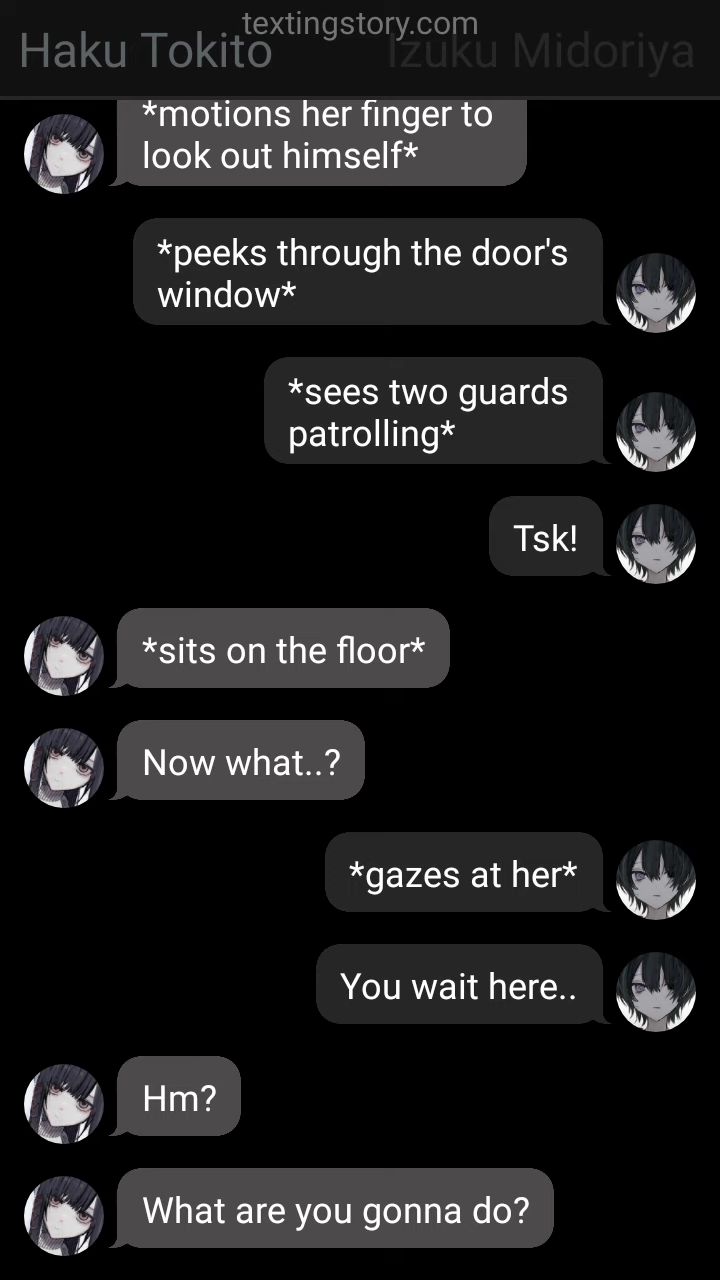 textingstory.com
Haku Tokito
Izuku Midoriya
*motions her finger to
look out himself*
*peeks through the door's
window*
*sees two guards
patrolling*
Tsk!
*sits on the floor*
Now what..?
*gazes at her*
You wait here..
Hm?
What are you gonna do?